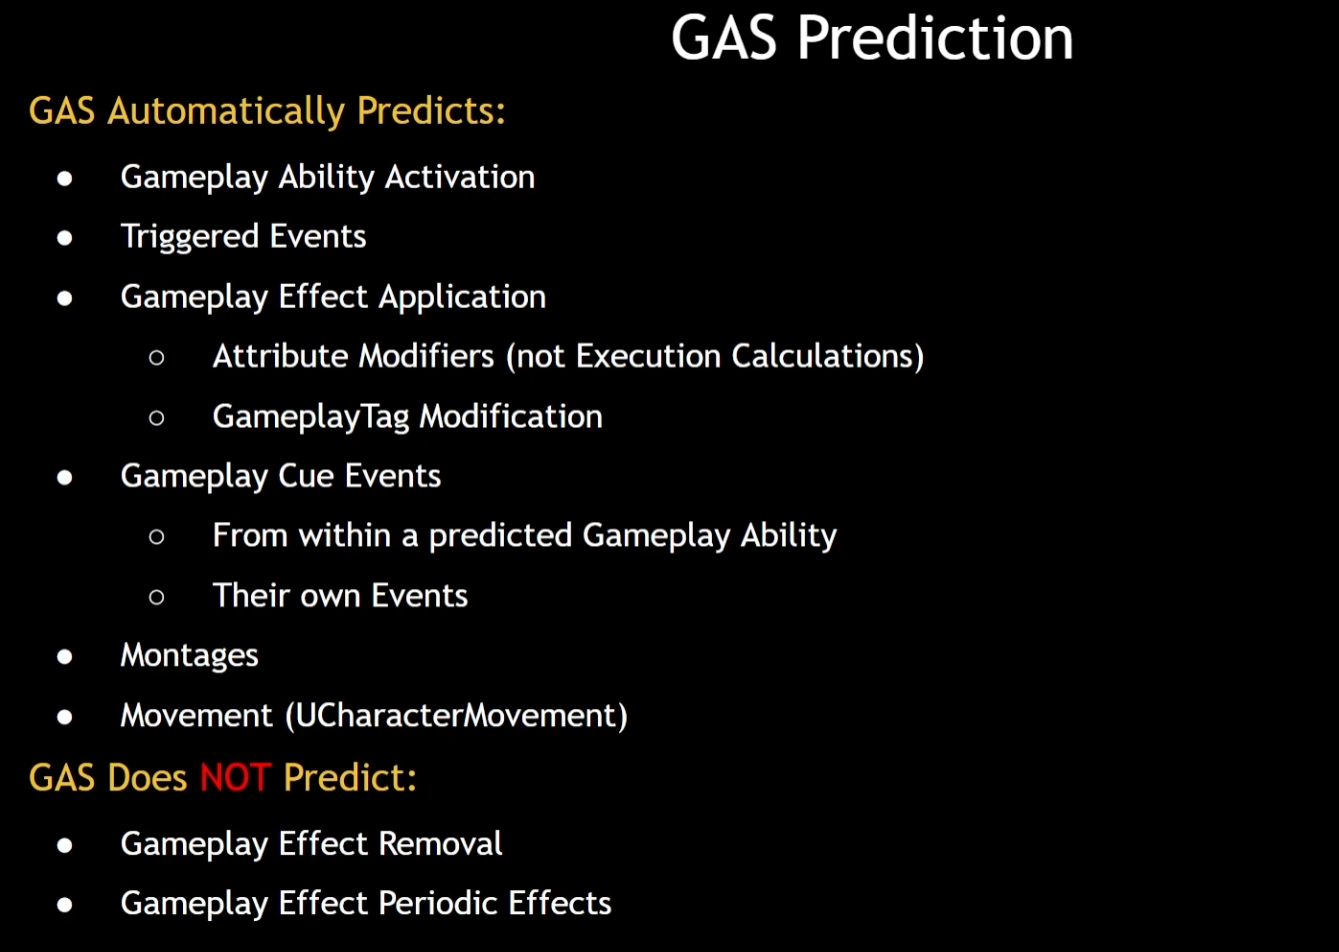 GAS Prediction
GAS Automatically Predicts:
● Gameplay Ability Activation
● Triggered Events
● Gameplay Effect Application
○ Attribute Modifiers (not Execution Calculations)
○ GameplayTag Modification
● Gameplay Cue Events
○ From within a predicted Gameplay Ability
○ Their own Events
● Montages
● Movement (UCharacterMovement)
GAS Does NOT Predict:
● Gameplay Effect Removal
● Gameplay Effect Periodic Effects